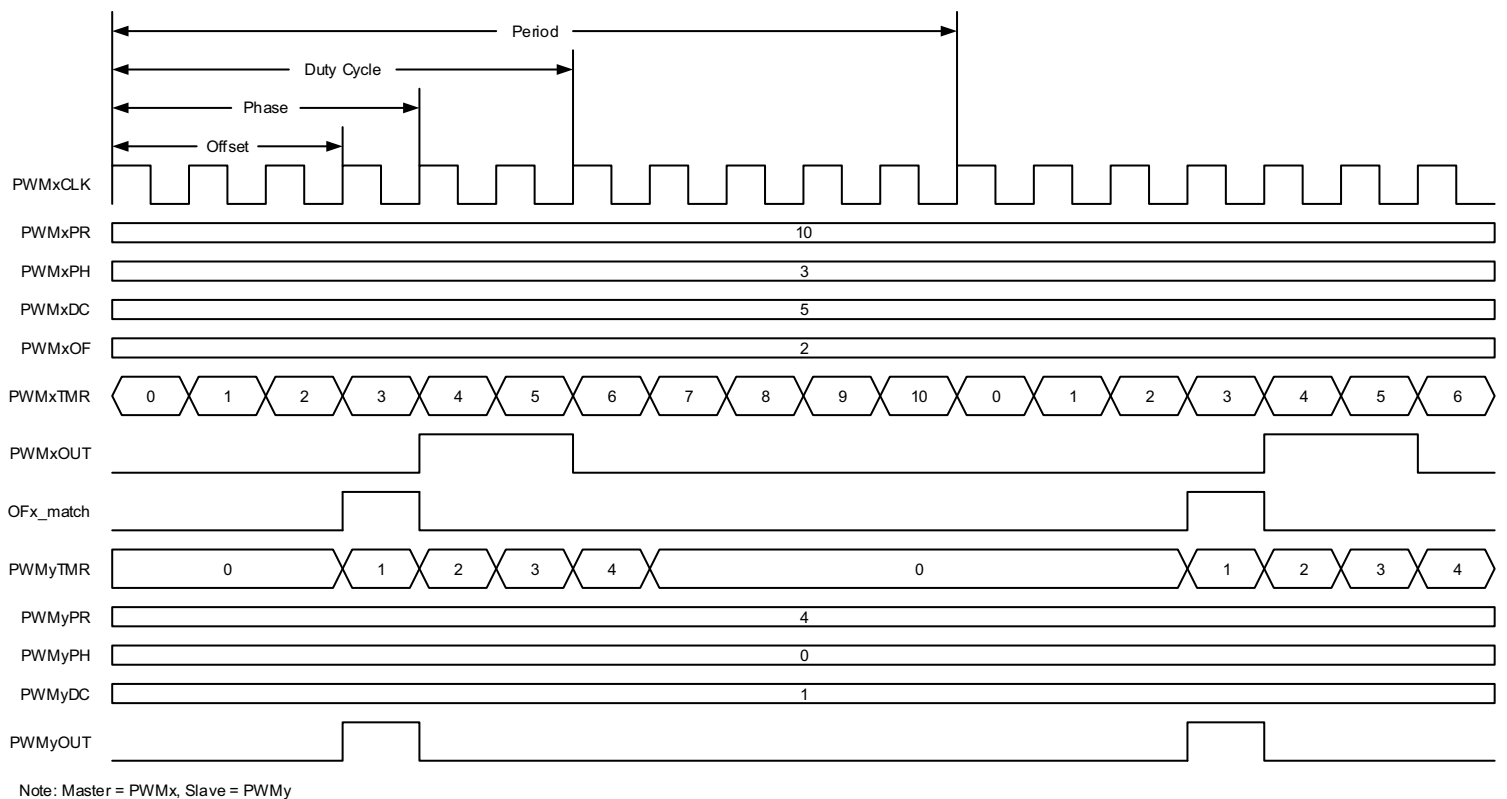 Period
Duty Cycle
Phase
Offset
PWMxCLK
PWMxPR 10
PWMxPH 3
PWMxDC 5
PWMxOF 2
PWMxTMR 0 1 2 3 4 5 6 7 8 9 10 0 1 2 3 4 5 6
PWMxOUT
OFx_match
PWMyTMR 0 1 2 3 4 0 1 2 3 4
PWMyPR 4
PWMyPH 0
PWMyDC 1
PWMyOUT
Note: Master = PWMx, Slave = PWMy